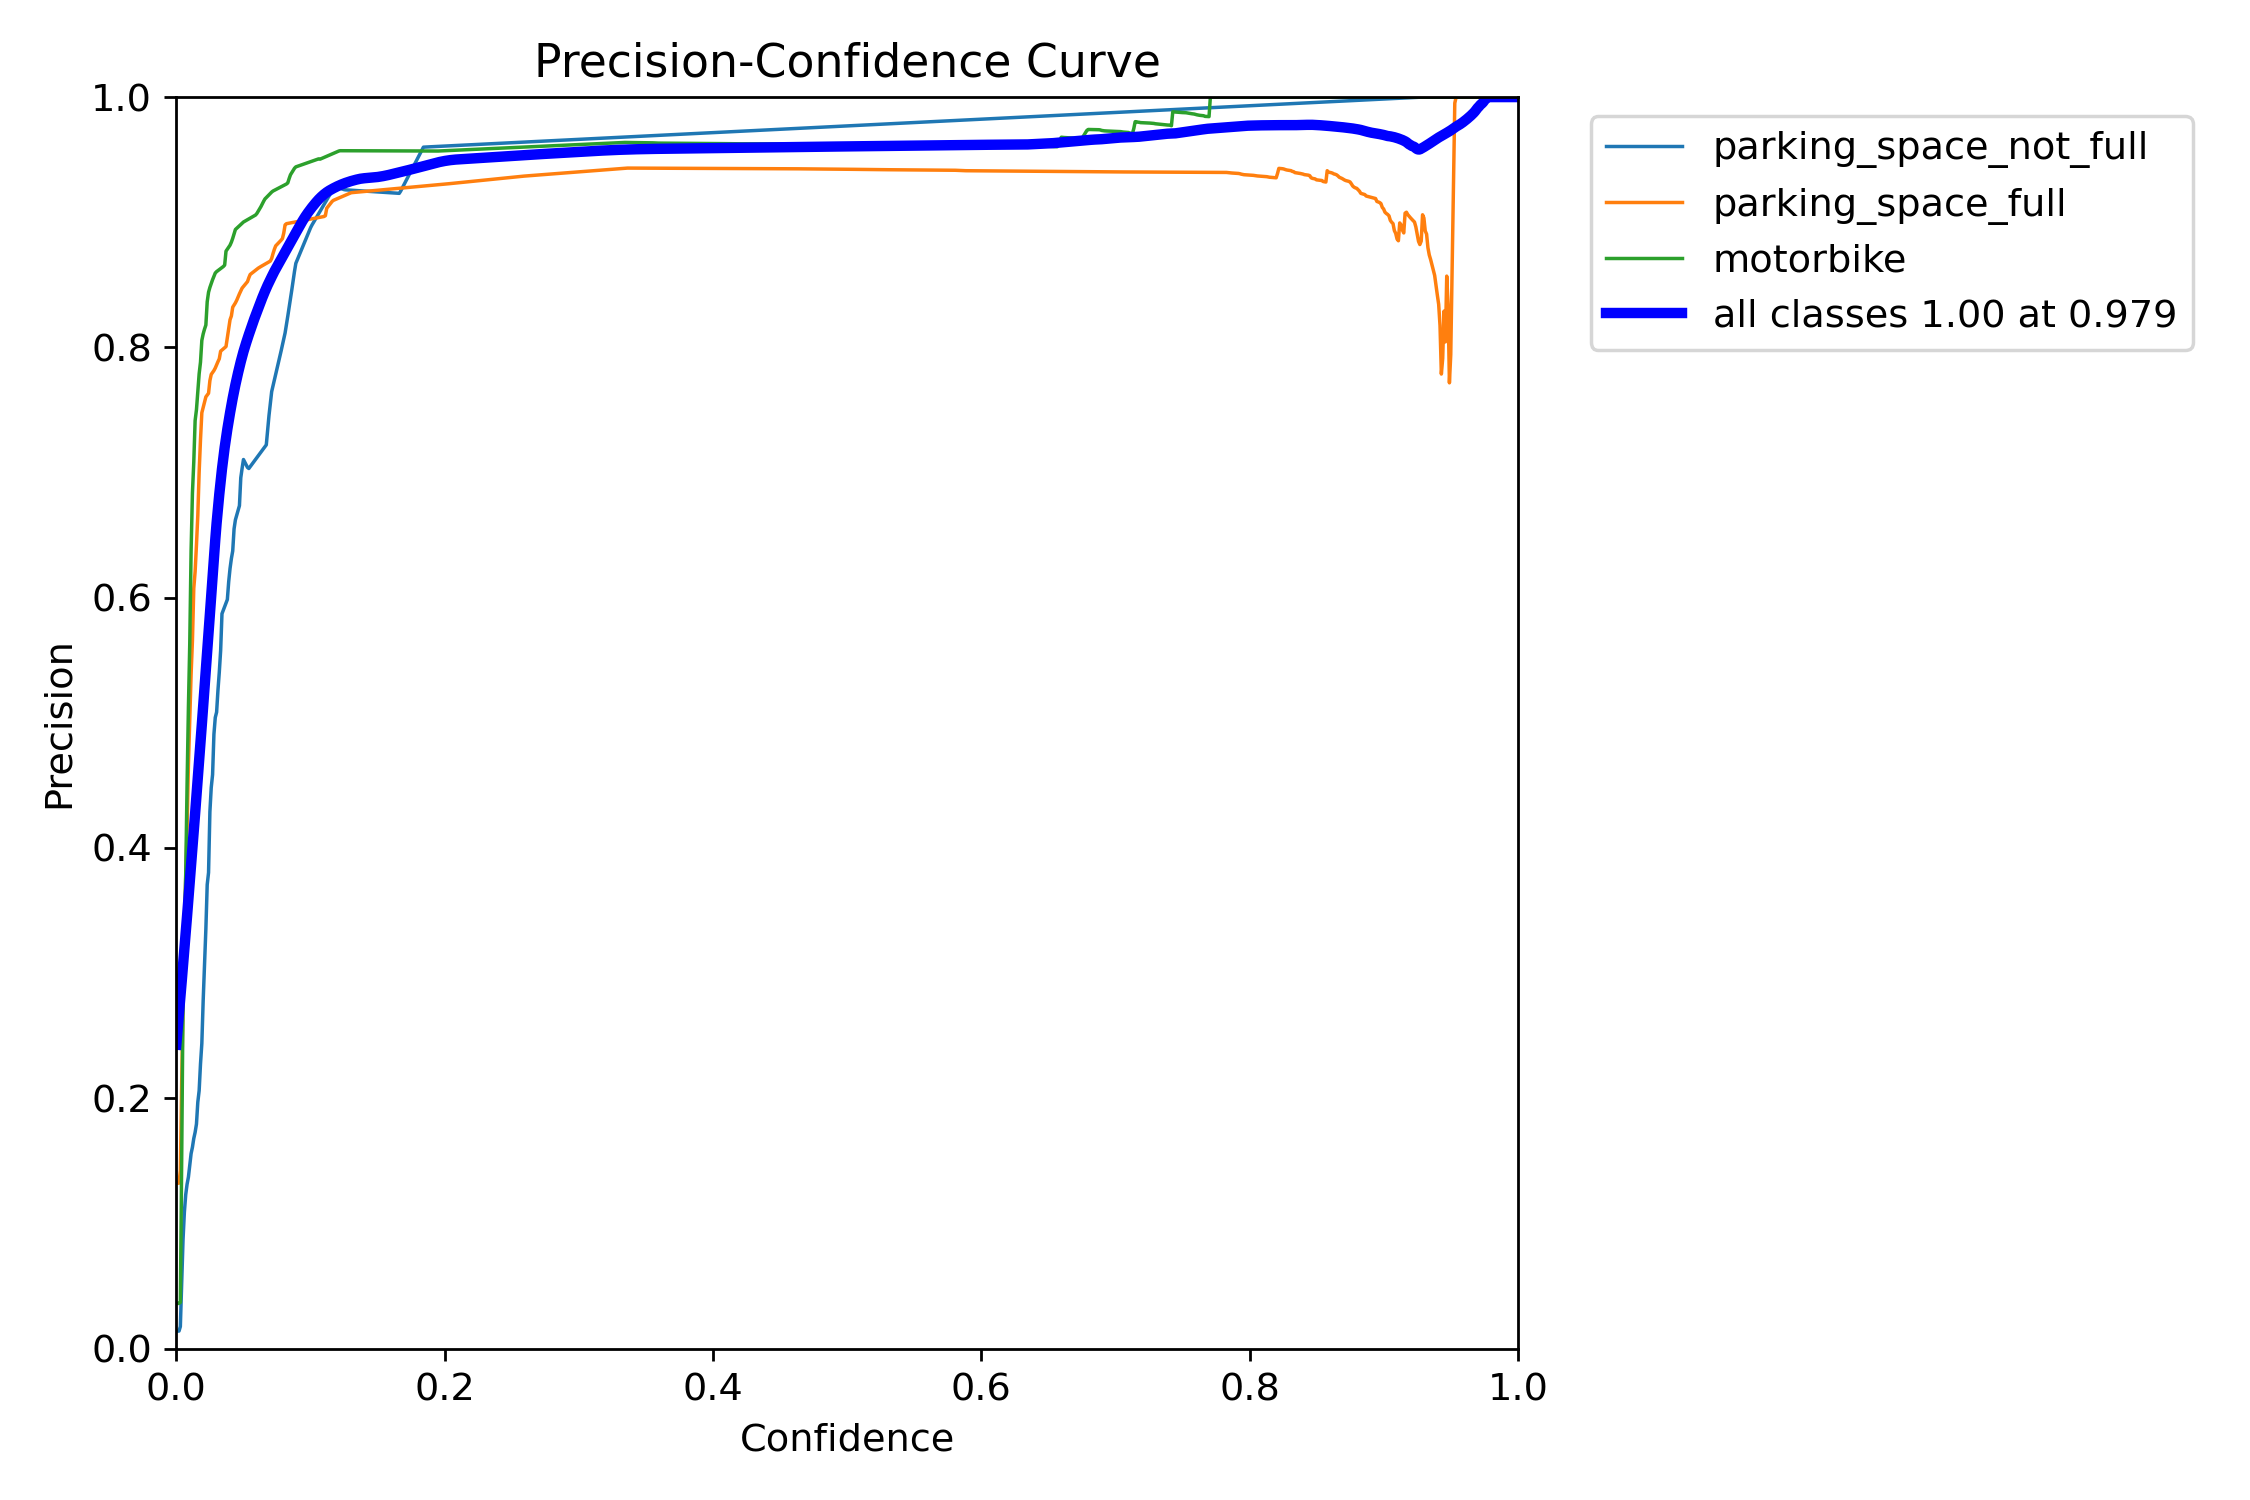 Precision-Confidence Curve
1.0
0.8
0.6
0.4
0.2
0.0
Precision
0.0 0.2 0.4 0.6 0.8 1.0
Confidence
parking_space_not_full
parking_space_full
motorbike
all classes 1.00 at 0.979